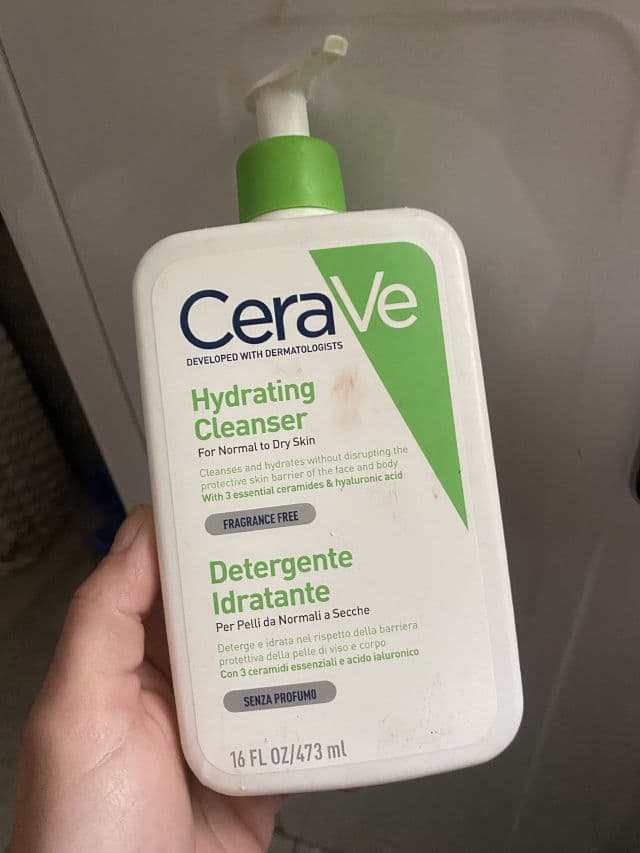 CeraVe
DEVELOPED WITH DERMATOLOGISTS
Hydrating
Cleanser
For Normal to Dry Skin
Cleanses and hydrates without disrupting the
protective skin barrier of the face and body
With 3 essential ceramides & hyaluronic acid
FRAGRANCE FREE
Detergente
Idratante
Per Pelli da Normali a Secche
Deterge e idrata nel rispetto della barriera
protettiva della pelle di viso e corpo
Con 3 ceramidi essenziali e acido ialuronico
SENZA PROFUMO
16 FL OZ/473 ml